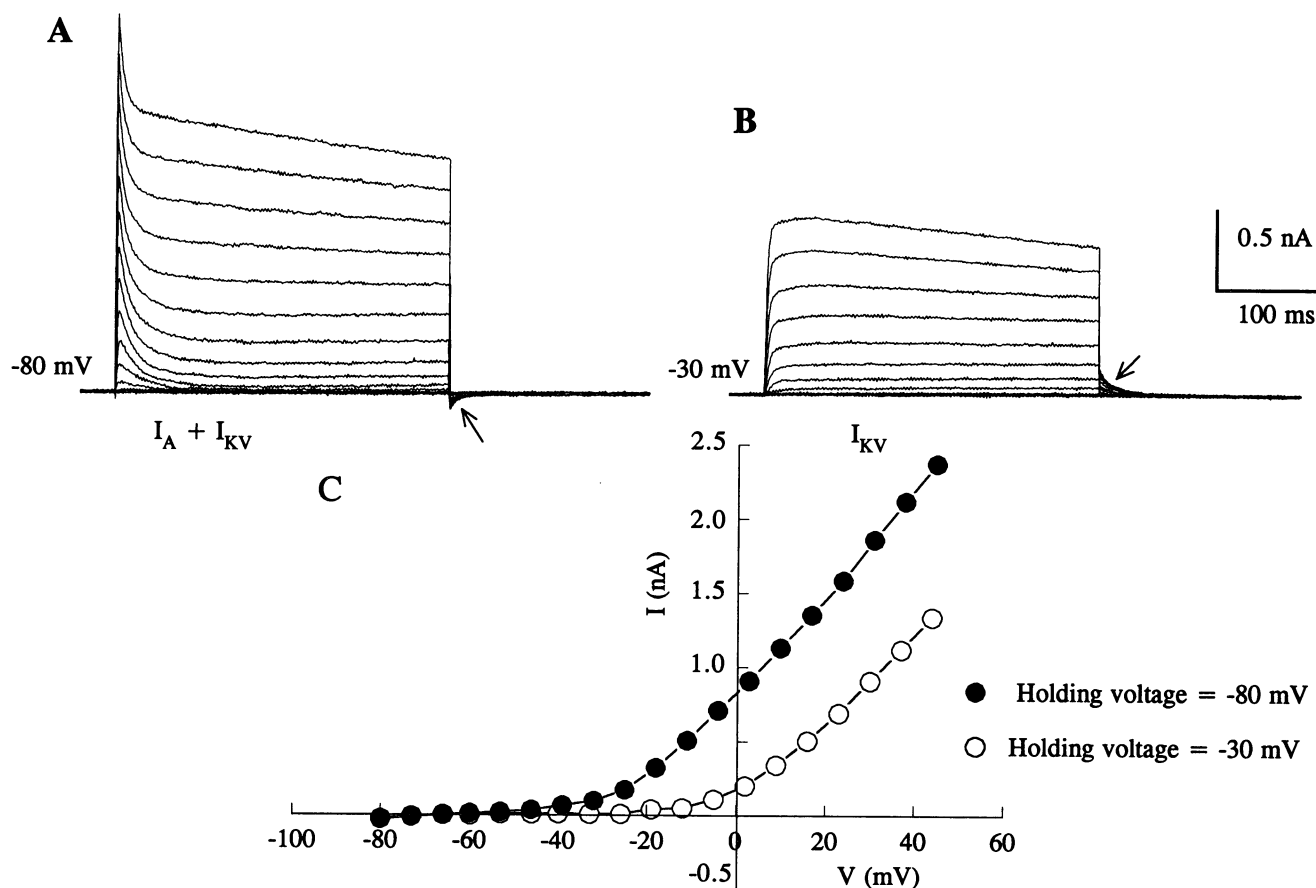 A
B
0.5 nA
100 ms
-80 mV
-30 mV
I_A + I_KV
I_KV
C
2.5
2.0
1.5
1.0
I (nA)
Holding voltage = -80 mV
Holding voltage = -30 mV
-100
-80
-60
-40
-20
0
20
40
60
-0.5
V (mV)